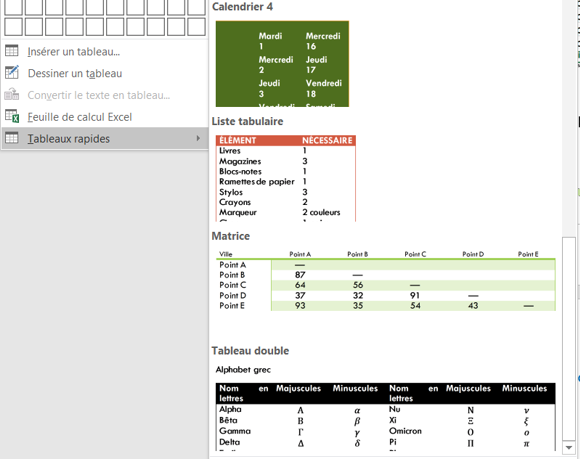 Insérer un tableau...
Dessiner un tableau
Convertir le texte en tableau...
Feuille de calcul Excel
Tableaux rapides
Calendrier 4
Mardi Mercredi
1 16
Mercredi Jeudi
2 17
Jeudi Vendredi
3 18
Vendredi Samedi
Liste tabulaire
ÉLÉMENT NÉCESSAIRE
Livres 1
Magazines 3
Blocs-notes 1
Ramettes de papier 1
Stylos 3
Crayons 2
Marqueur 2 couleurs
Matrice
Ville Point A Point B Point C Point D Point E
Point A —
Point B 87 —
Point C 64 56 —
Point D 37 32 91 —
Point E 93 35 54 43 —
Tableau double
Alphabet grec
Nom en Majuscules Minuscules Nom en Majuscules Minuscules
lettres lettres
Alpha Α α Nu Ν ν
Bêta Β β Xi Ξ ξ
Gamma Γ γ Omicron Ο ο
Delta Δ δ Pi Π π